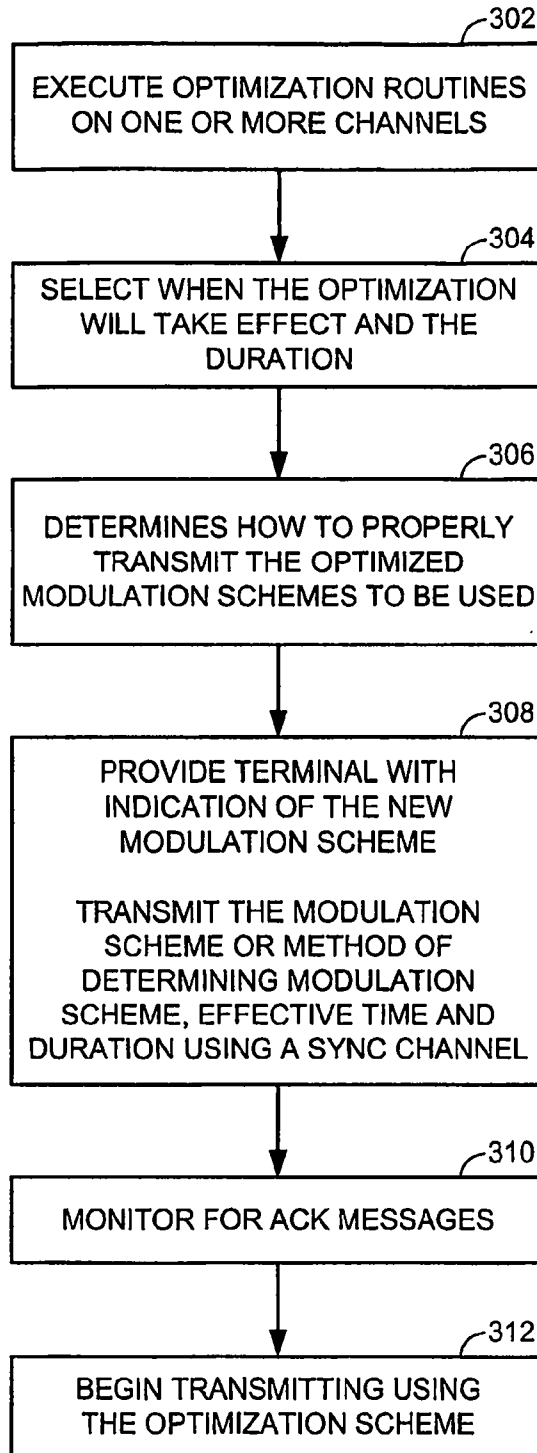 302
EXECUTE OPTIMIZATION ROUTINES
ON ONE OR MORE CHANNELS
304
SELECT WHEN THE OPTIMIZATION
WILL TAKE EFFECT AND THE
DURATION
306
DETERMINES HOW TO PROPERLY
TRANSMIT THE OPTIMIZED
MODULATION SCHEMES TO BE USED
308
PROVIDE TERMINAL WITH
INDICATION OF THE NEW
MODULATION SCHEME
TRANSMIT THE MODULATION
SCHEME OR METHOD OF
DETERMINING MODULATION
SCHEME, EFFECTIVE TIME AND
DURATION USING A SYNC CHANNEL
310
MONITOR FOR ACK MESSAGES
312
BEGIN TRANSMITTING USING
THE OPTIMIZATION SCHEME